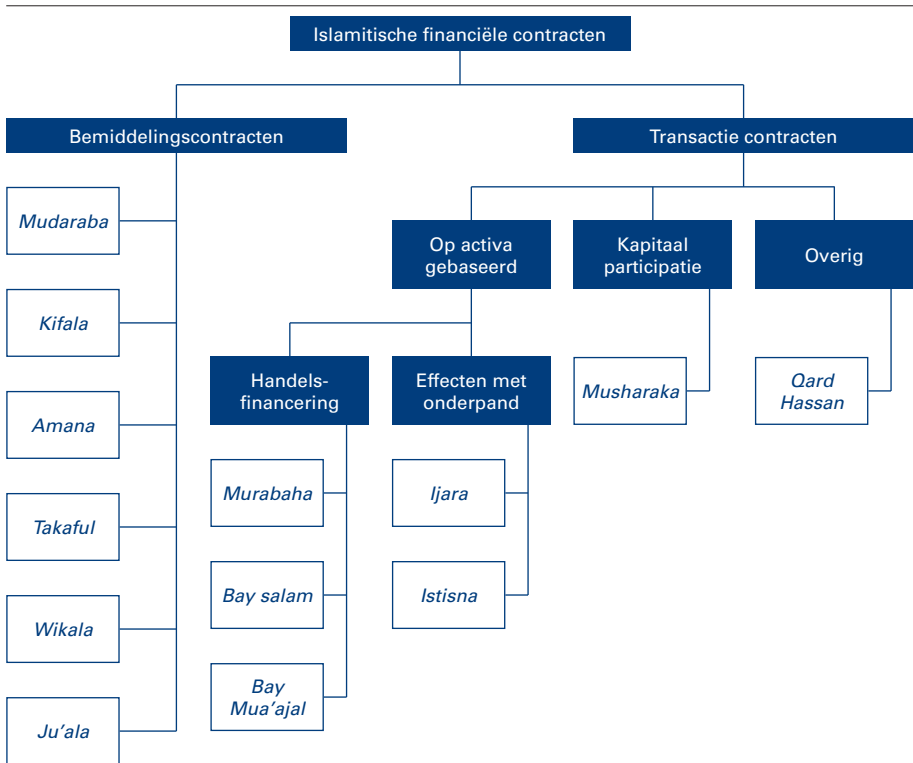 Islamitische financiële contracten
Bemiddelingscontracten
Transactie contracten
Mudaraba
Kifala
Amana
Takaful
Wikala
Ju'ala
Op activa
gebaseerd
Kapitaal
participatie
Overig
Handels-
financering
Effecten met
onderpand
Musharaka
Qard
Hassan
Murabaha
Bay salam
Bay
Mua'ajal
Ijara
Istisna